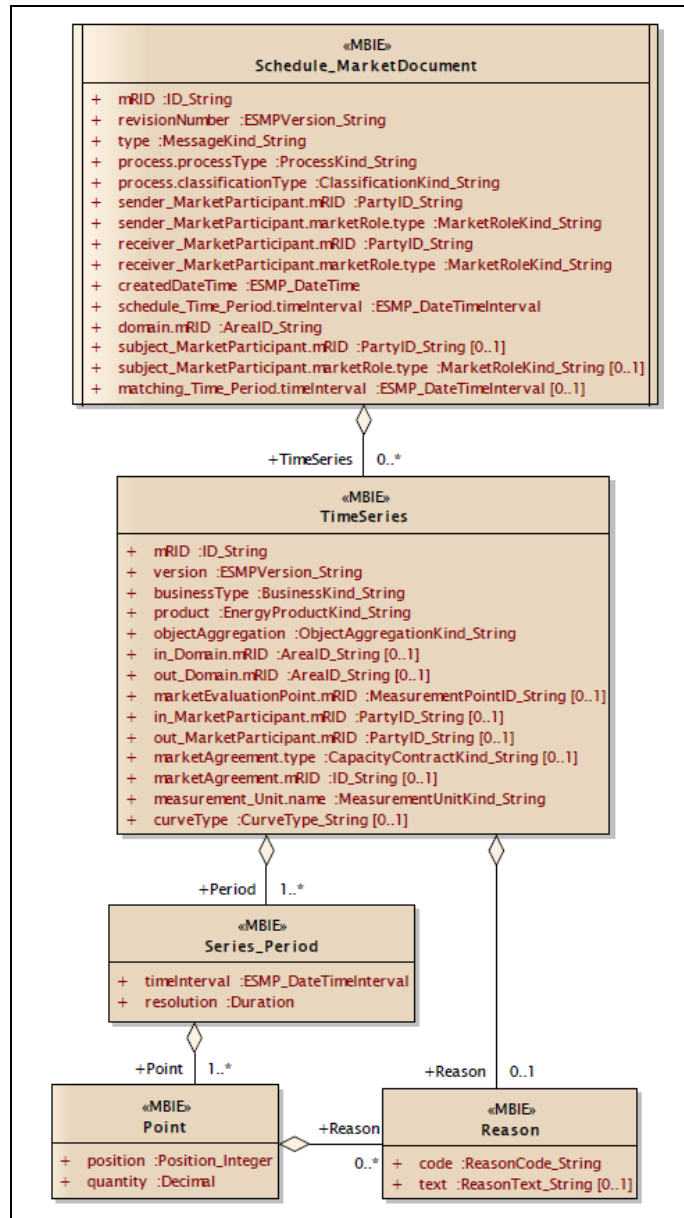 «MBIE»
Schedule_MarketDocument
+ mRID :ID_String
+ revisionNumber :ESMPVersion_String
+ type :MessageKind_String
+ process.processType :ProcessKind_String
+ process.classificationType :ClassificationKind_String
+ sender_MarketParticipant.mRID :PartyID_String
+ sender_MarketParticipant.marketRole.type :MarketRoleKind_String
+ receiver_MarketParticipant.mRID :PartyID_String
+ receiver_MarketParticipant.marketRole.type :MarketRoleKind_String
+ createdDateTime :ESMP_DateTime
+ schedule_Time_Period.timeInterval :ESMP_DateTimeInterval
+ domain.mRID :AreaID_String
+ subject_MarketParticipant.mRID :PartyID_String [0..1]
+ subject_MarketParticipant.marketRole.type :MarketRoleKind_String [0..1]
+ matching_Time_Period.timeInterval :ESMP_DateTimeInterval [0..1]
+TimeSeries 0..*
«MBIE»
TimeSeries
+ mRID :ID_String
+ version :ESMPVersion_String
+ businessType :BusinessKind_String
+ product :EnergyProductKind_String
+ objectAggregation :ObjectAggregationKind_String
+ in_Domain.mRID :AreaID_String [0..1]
+ out_Domain.mRID :AreaID_String [0..1]
+ marketEvaluationPoint.mRID :MeasurementPointID_String [0..1]
+ in_MarketParticipant.mRID :PartyID_String [0..1]
+ out_MarketParticipant.mRID :PartyID_String [0..1]
+ marketAgreement.type :CapacityContractKind_String [0..1]
+ marketAgreement.mRID :ID_String [0..1]
+ measurement_Unit.name :MeasurementUnitKind_String
+ curveType :CurveType_String [0..1]
+Period 1..*
«MBIE»
Series_Period
+ timeInterval :ESMP_DateTimeInterval
+ resolution :Duration
+Point 1..*
+Reason 0..1
«MBIE»
Point
+ position :Position_Integer
+ quantity :Decimal
+Reason
0..*
«MBIE»
Reason
+ code :ReasonCode_String
+ text :ReasonText_String [0..1]